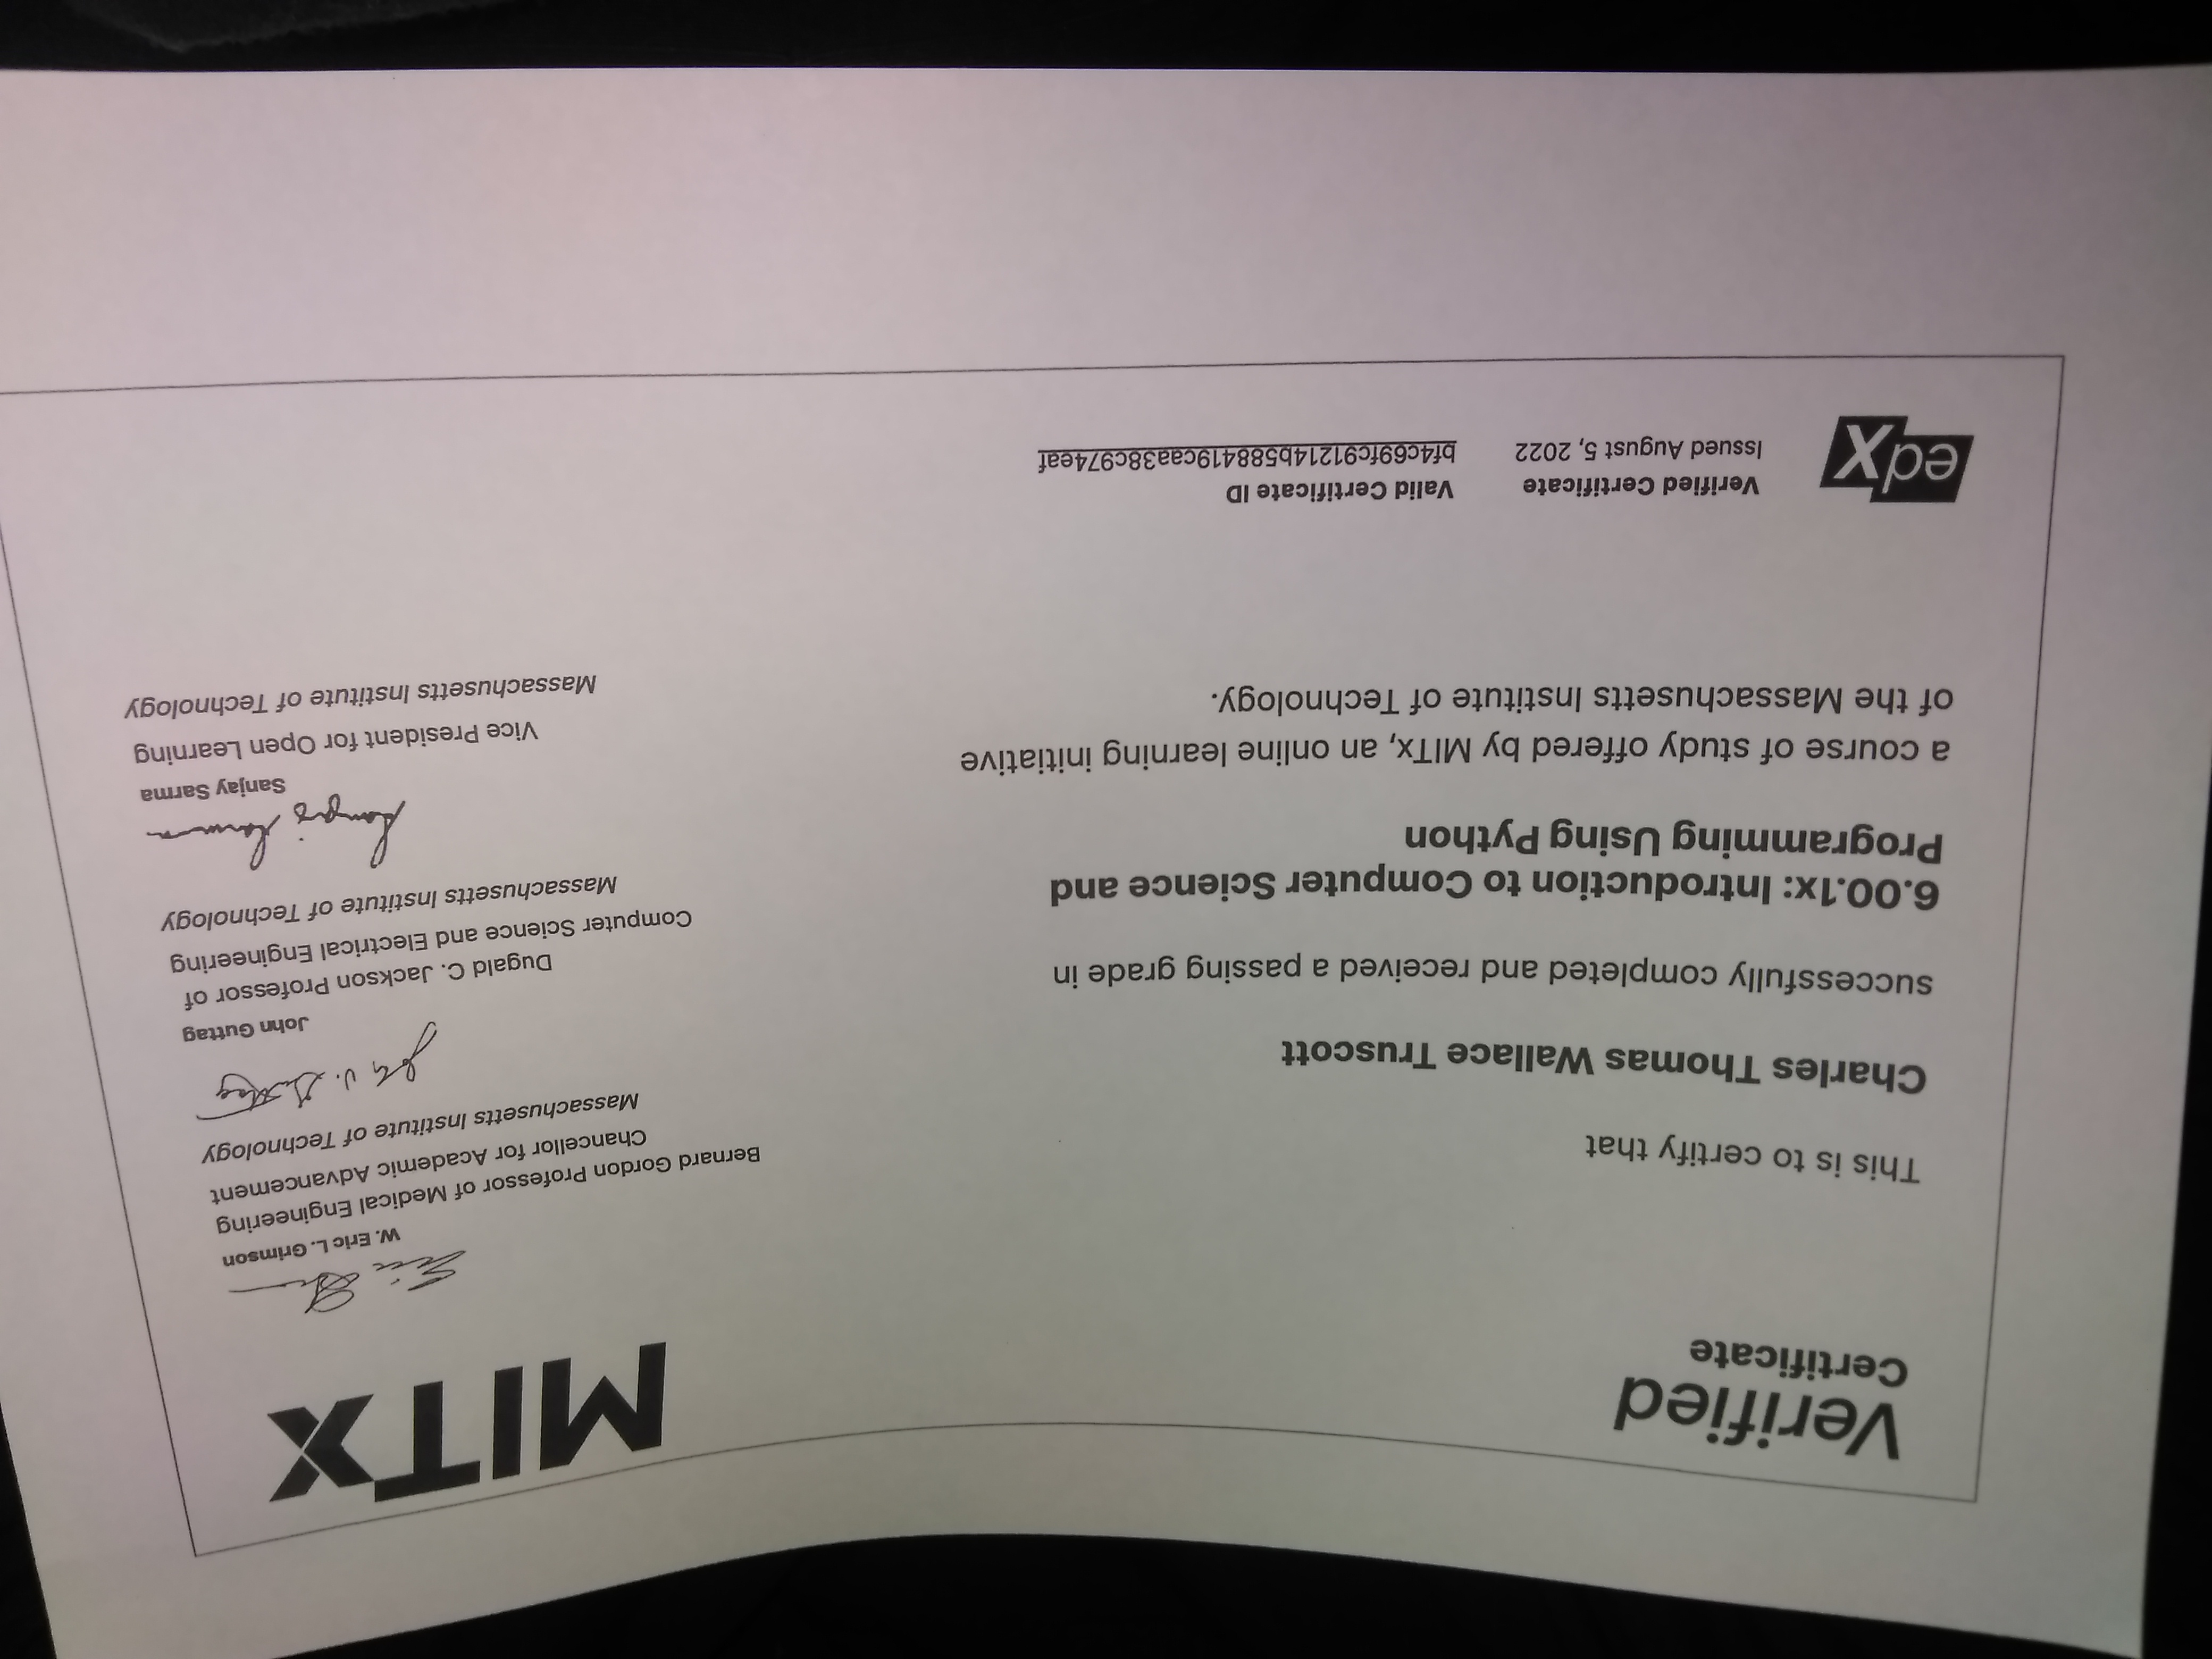 Verified
Certificate
This is to certify that
Charles Thomas Wallace Truscott
successfully completed and received a passing grade in
6.00.1x: Introduction to Computer Science and
Programming Using Python
a course of study offered by MITx, an online learning initiative
of the Massachusetts Institute of Technology.
edX
Verified Certificate
Issued August 5, 2022
Valid Certificate ID
bf4c69fc91214b588419caa38c974eaf
MITX
W. Eric L. Grimson
Bernard Gordon Professor of Medical Engineering
Chancellor for Academic Advancement
Massachusetts Institute of Technology
John Guttag
Dugald C. Jackson Professor of
Computer Science and Electrical Engineering
Massachusetts Institute of Technology
Sanjay Sarma
Vice President for Open Learning
Massachusetts Institute of Technology